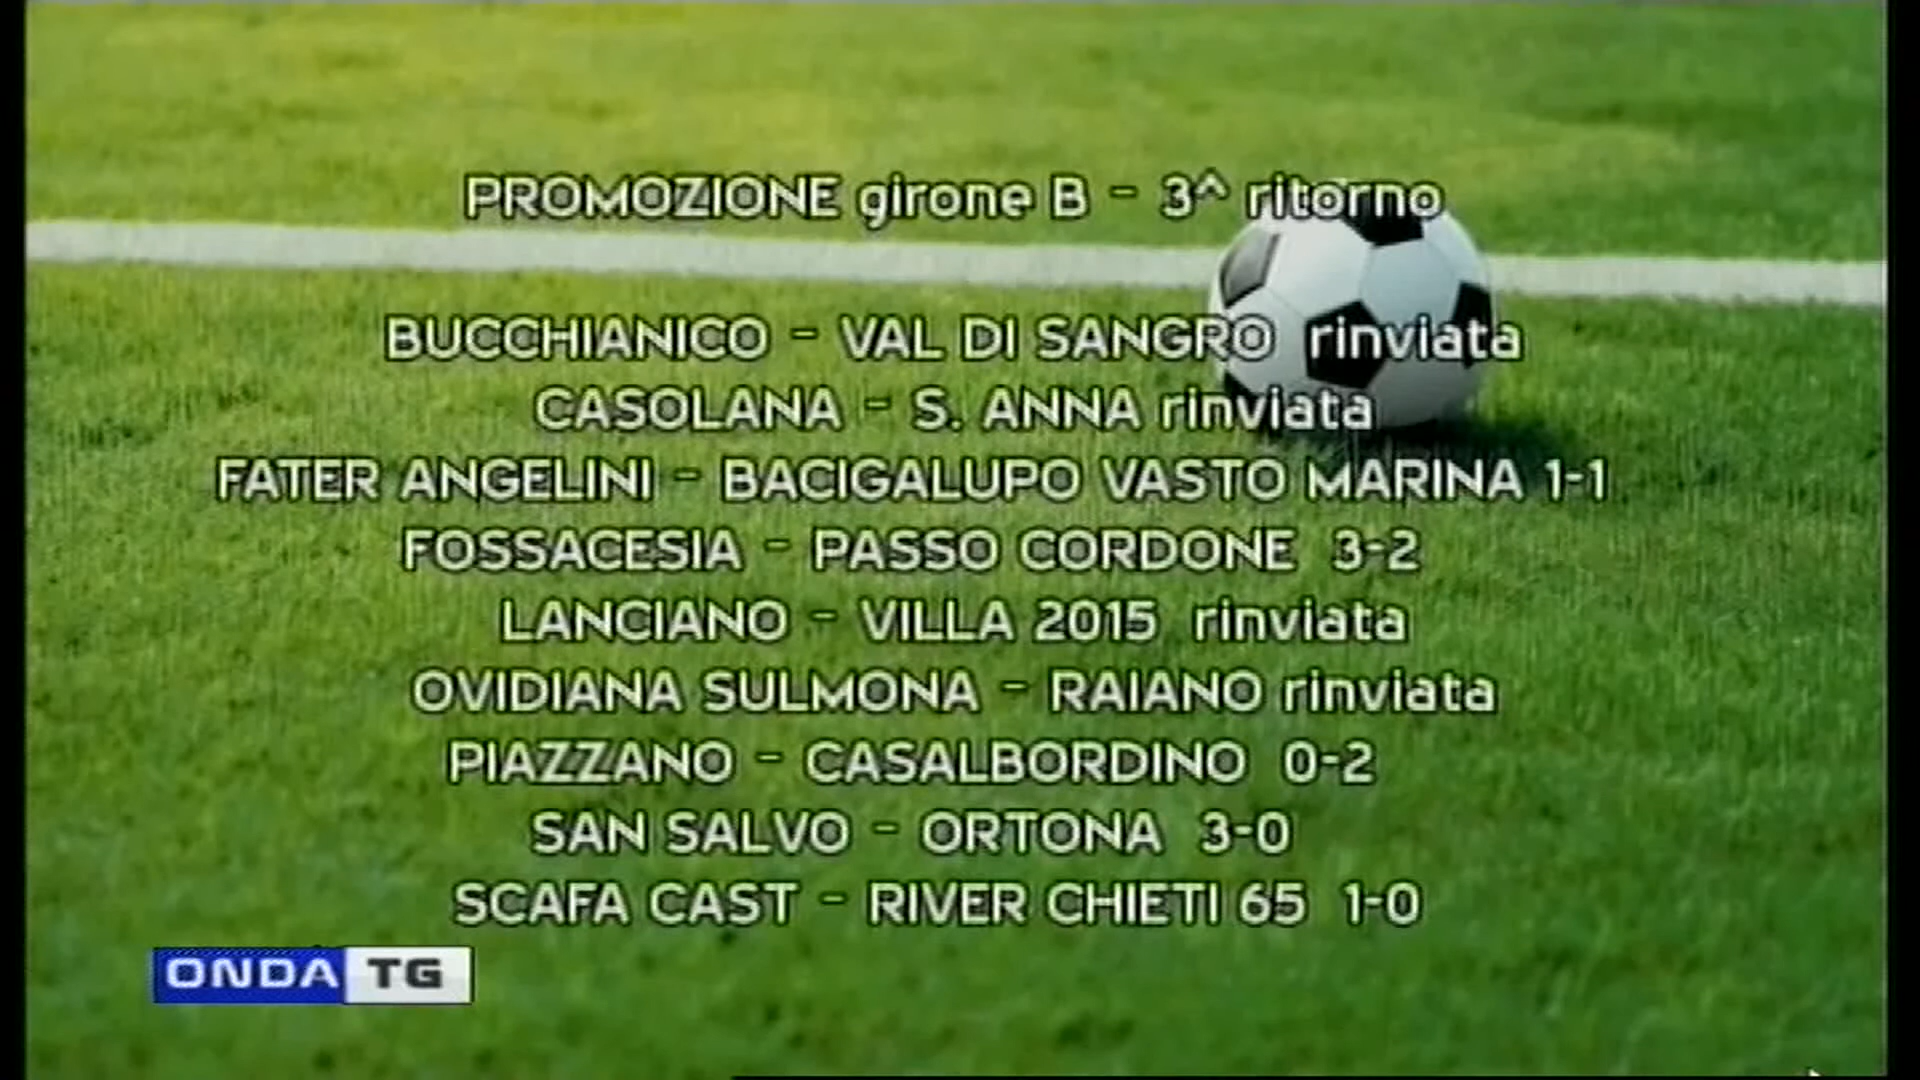 PROMOZIONE girone B - 3^ ritorno
BUCCHIANICO - VAL DI SANGRO rinviata
CASOLANA - S. ANNA rinviata
FATER ANGELINI - BACIGALUPO VASTO MARINA 1-1
FOSSACESIA - PASSO CORDONE 3-2
LANCIANO - VILLA 2015 rinviata
OVIDIANA SULMONA - RAIANO rinviata
PIAZZANO - CASALBORDINO 0-2
SAN SALVO - ORTONA 3-0
SCAFA CAST - RIVER CHIETI 65 1-0
ONDA TG